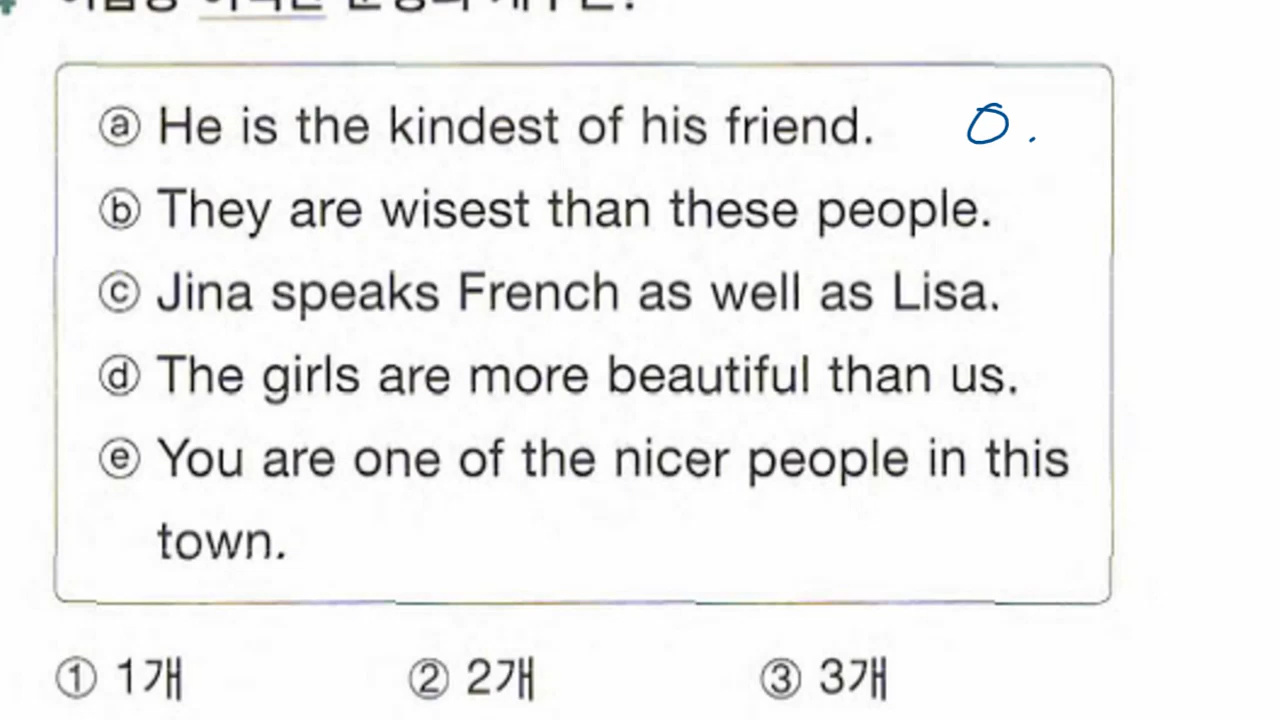 ⓐ He is the kindest of his friend. O.
ⓑ They are wisest than these people.
ⓒ Jina speaks French as well as Lisa.
ⓓ The girls are more beautiful than us.
ⓔ You are one of the nicer people in this
town.
① 1개 ② 2개 ③ 3개